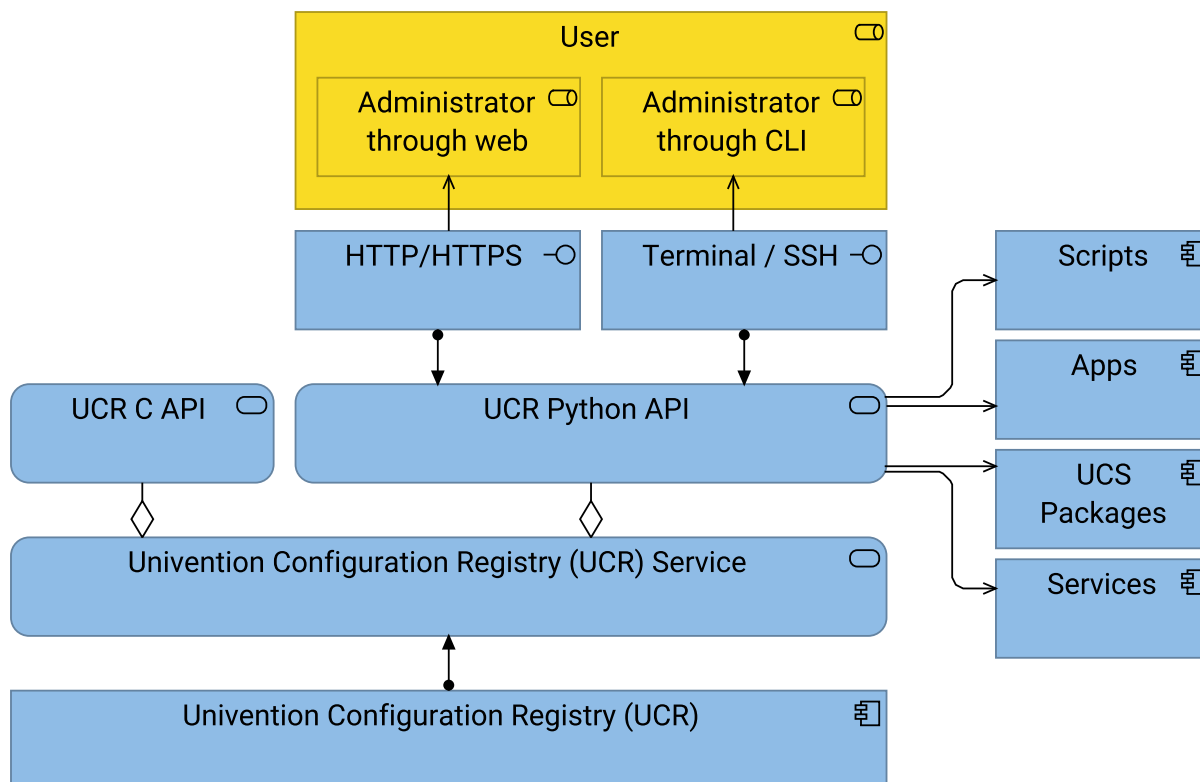 User
Administrator
through web
Administrator
through CLI
HTTP/HTTPS
Terminal / SSH
Scripts
Apps
UCR C API
UCR Python API
UCS
Packages
Univention Configuration Registry (UCR) Service
Services
Univention Configuration Registry (UCR)